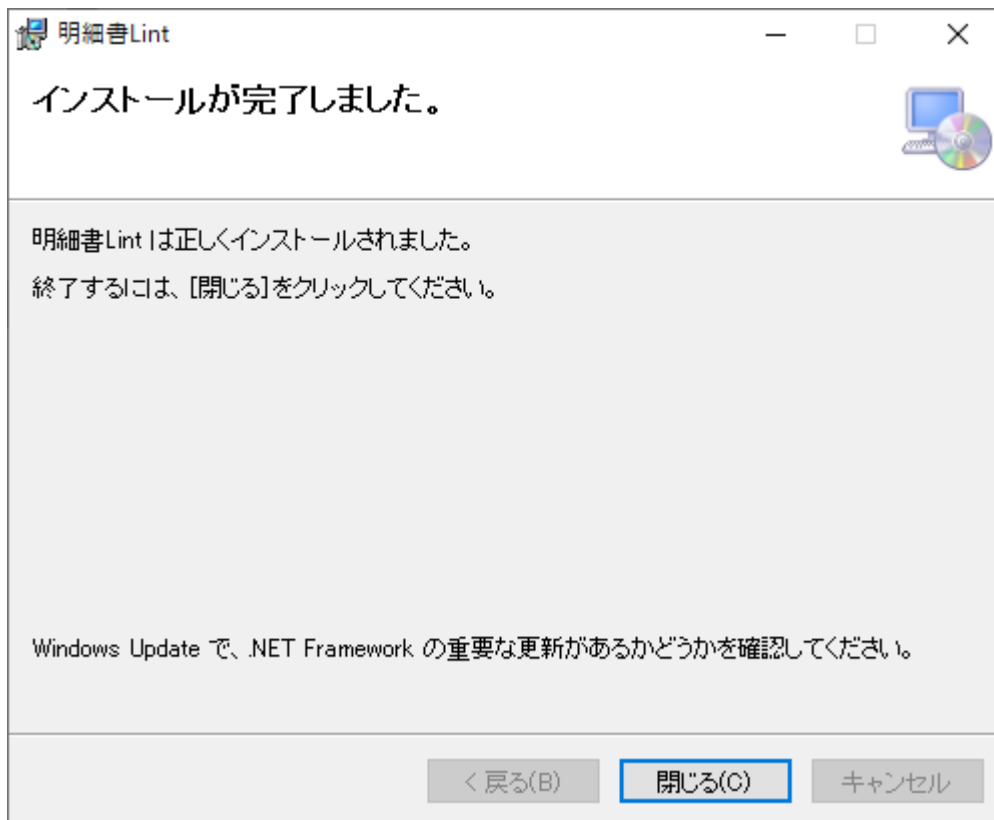 明細書Lint
インストールが完了しました。
明細書Lint は正しくインストールされました。
終了するには、[閉じる]をクリックしてください。
Windows Update で、.NET Framework の重要な更新があるかどうかを確認してください。
< 戻る(B)
閉じる(C)
キャンセル